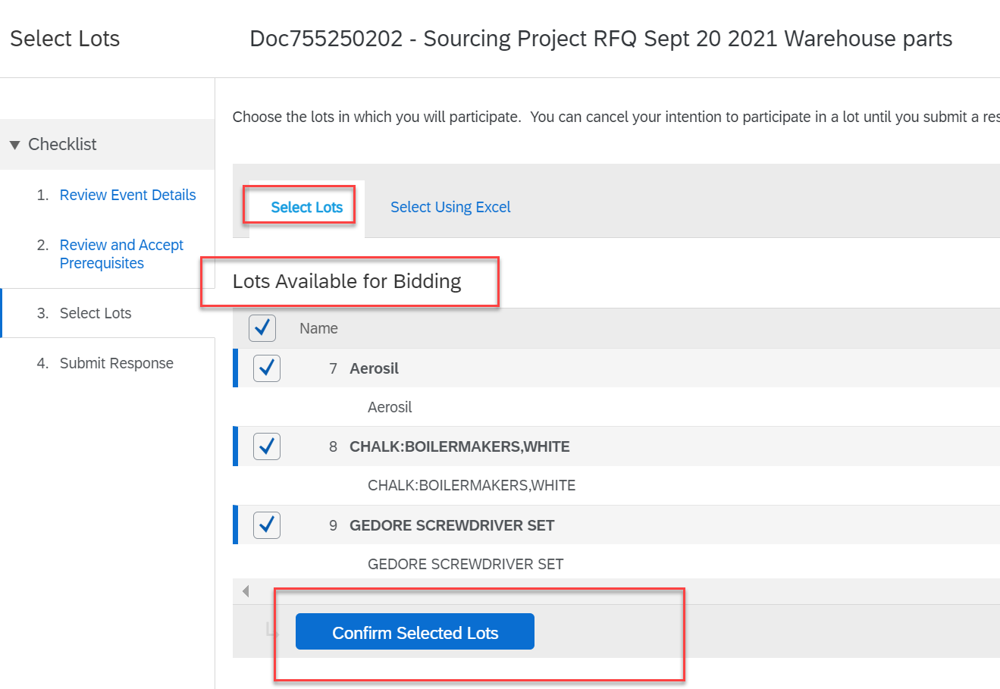 Select Lots
Doc755250202 - Sourcing Project RFQ Sept 20 2021 Warehouse parts
Checklist
1. Review Event Details
2. Review and Accept
Prerequisites
3. Select Lots
4. Submit Response
Choose the lots in which you will participate. You can cancel your intention to participate in a lot until you submit a
Select Lots
Select Using Excel
Lots Available for Bidding
Name
7 Aerosil
Aerosil
8 CHALK:BOILERMAKERS,WHITE
CHALK:BOILERMAKERS,WHITE
9 GEDORE SCREWDRIVER SET
GEDORE SCREWDRIVER SET
Confirm Selected Lots